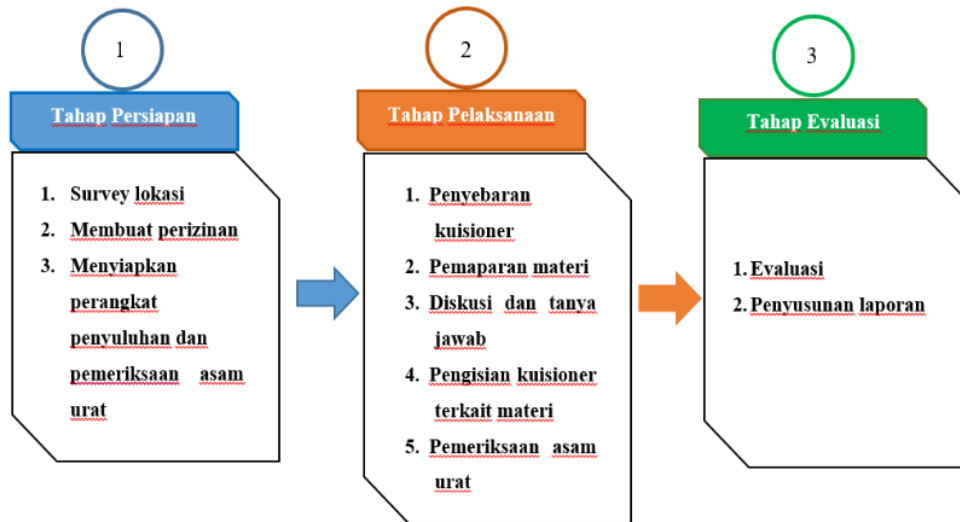 1
Tahap Persiapan
1. Survey lokasi
2. Membuat perizinan
3. Menyiapkan
perangkat
penyuluhan dan
pemeriksaan asam
urat
2
Tahap Pelaksanaan
1. Penyebaran
kuisioner
2. Pemaparan materi
3. Diskusi dan tanya
jawab
4. Pengisian kuisioner
terkait materi
5. Pemeriksaan asam
urat
3
Tahap Evaluasi
1. Evaluasi
2. Penyusunan laporan